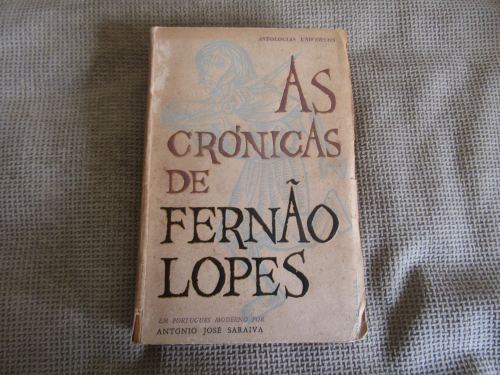 ANTOLOGIAS UNIVERSAIS
AS
CRÓNICAS
DE
FERNÃO
LOPES
EM PORTUGUÊS MODERNO POR
ANTÓNIO JOSÉ SARAIVA